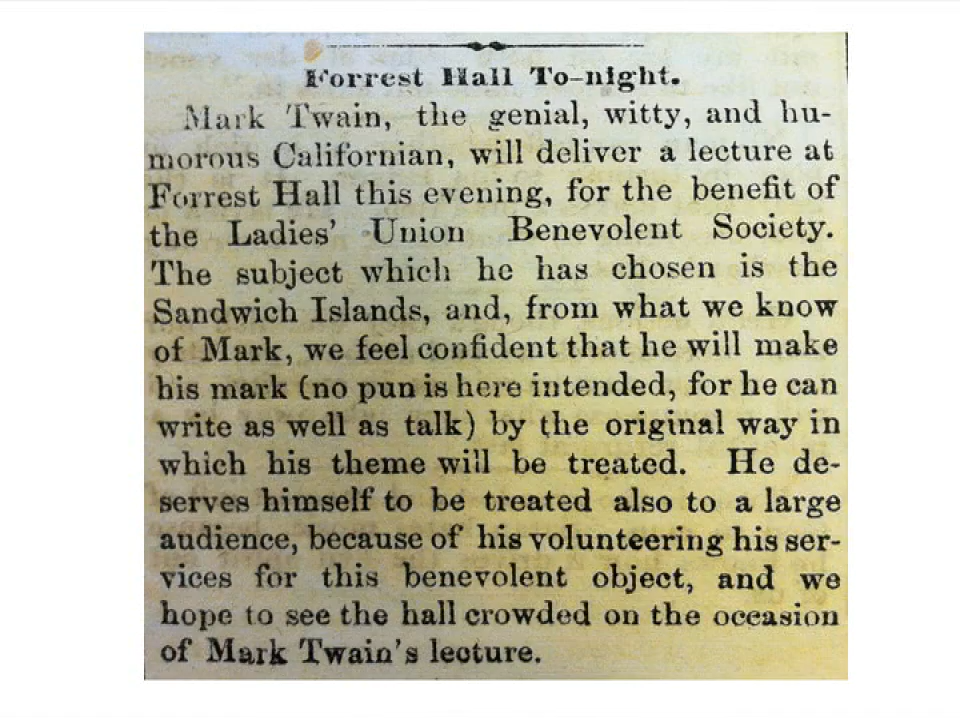 Forrest Hall To-night.
Mark Twain, the genial, witty, and hu-
morous Californian, will deliver a lecture at
Forrest Hall this evening, for the benefit of
the Ladies' Union Benevolent Society.
The subject which he has chosen is the
Sandwich Islands, and, from what we know
of Mark, we feel confident that he will make
his mark (no pun is here intended, for he can
write as well as talk) by the original way in
which his theme will be treated. He de-
serves himself to be treated also to a large
audience, because of his volunteering his ser-
vices for this benevolent object, and we
hope to see the hall crowded on the occasion
of Mark Twain's lecture.